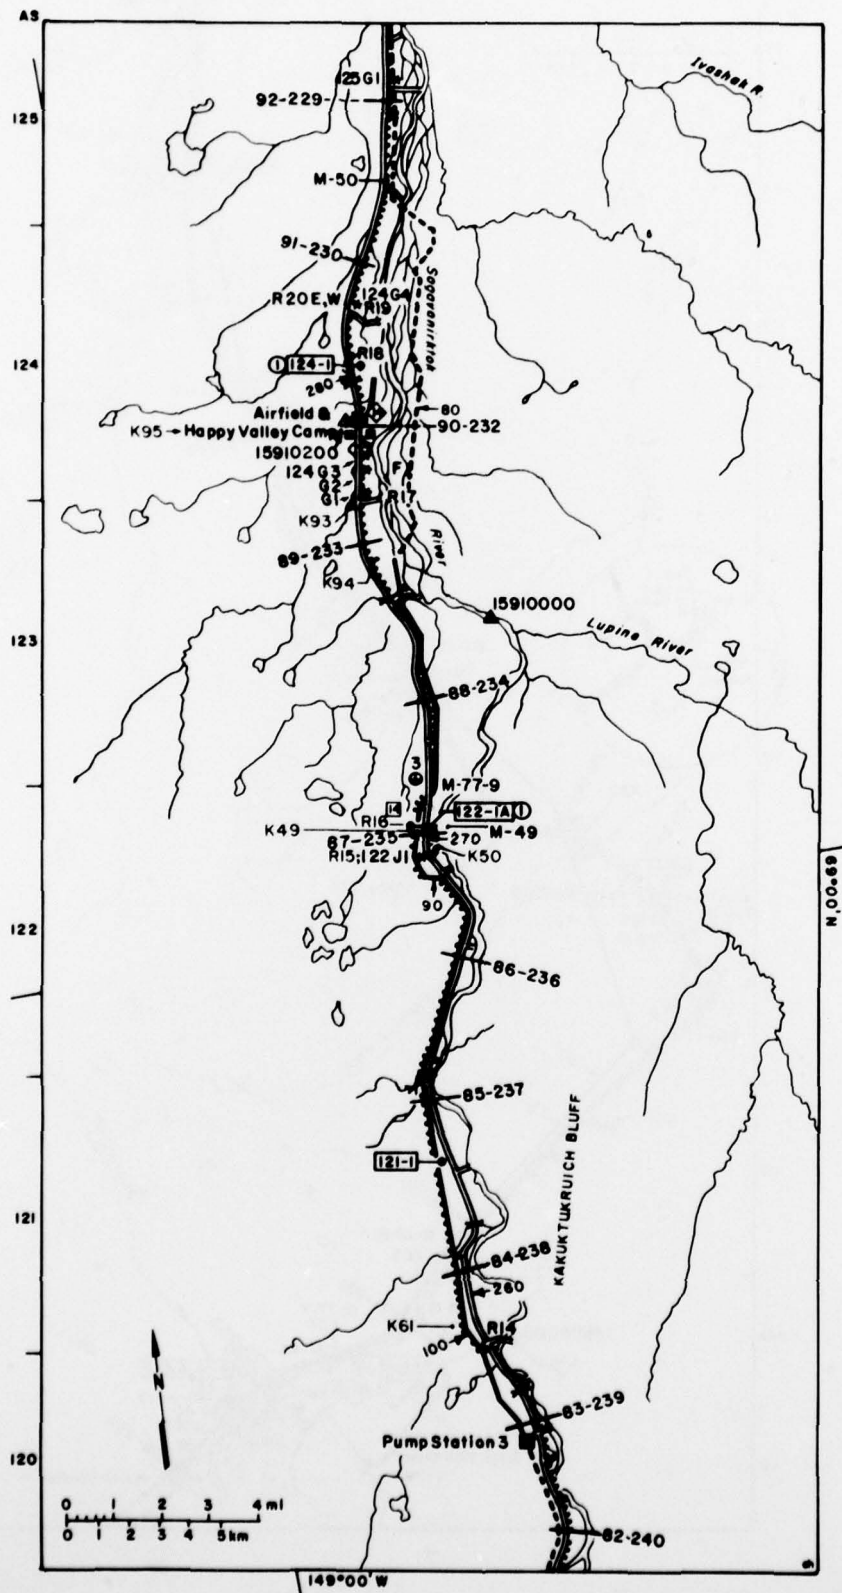 AS
Ivashak R.
125G1
92-229
125
M-50
91-230
Sagavanirktok
124G4
R20E,W
R19
R18
1 124-1
124
280
80
Airfield &
90-232
K95 → Happy Valley Camp
15910200
124G3
F
G2
G1
R17
K93
River
89-233
K94
15910000
123
Lupine River
88-234
3
M-77-9
14
122-1A 1
R16
M-49
K49
87-235
270
R15;122J1
K50
90
122
N,00.69
86-236
85-237
KAKUKTUKRUICH BLUFF
121-1
121
84-238
260
K61
R14
100
N
83-239
Pump Station 3
120
0 1 2 3 4 mi
0 1 2 3 4 5km
82-240
149°00'W